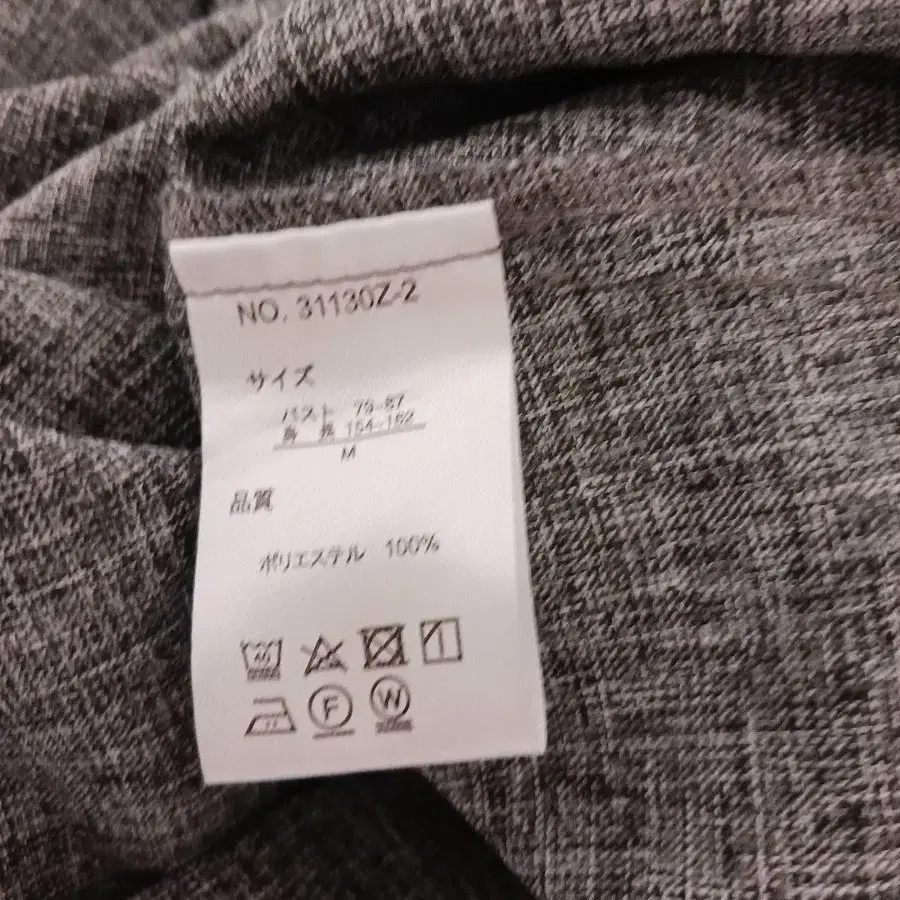 NO. 31130Z-2
サイズ
バスト 79-87
身 長 154-162
M
品質
ポリエステル 100%
F
W